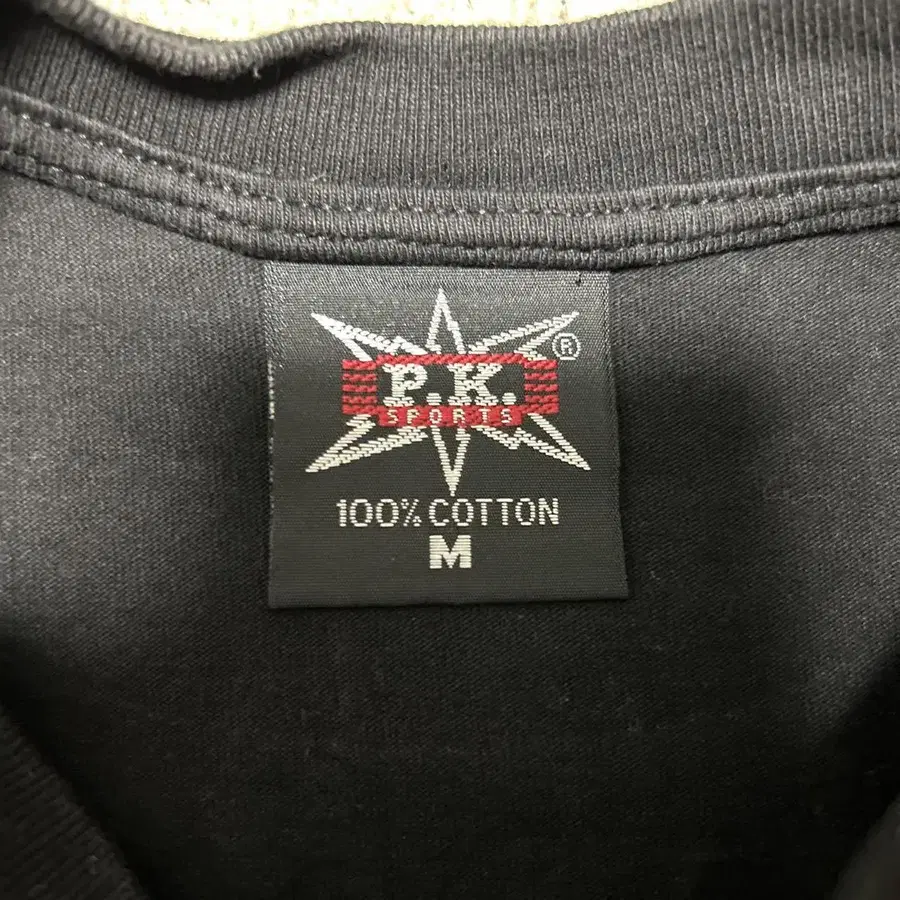 ®
P.K.
SPORTS
100% COTTON
M